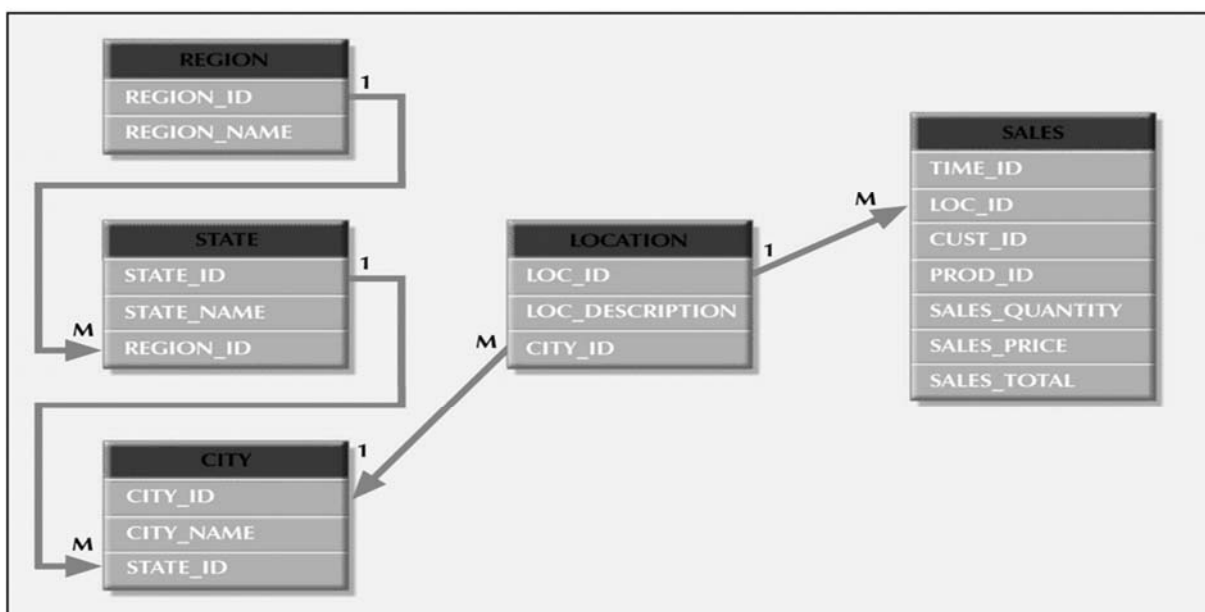 REGION
1
REGION_ID
REGION_NAME
STATE
1
STATE_ID
STATE_NAME
M
REGION_ID
CITY
1
CITY_ID
CITY_NAME
M
STATE_ID
LOCATION
1
LOC_ID
LOC_DESCRIPTION
M
CITY_ID
SALES
TIME_ID
M
LOC_ID
CUST_ID
PROD_ID
SALES_QUANTITY
SALES_PRICE
SALES_TOTAL